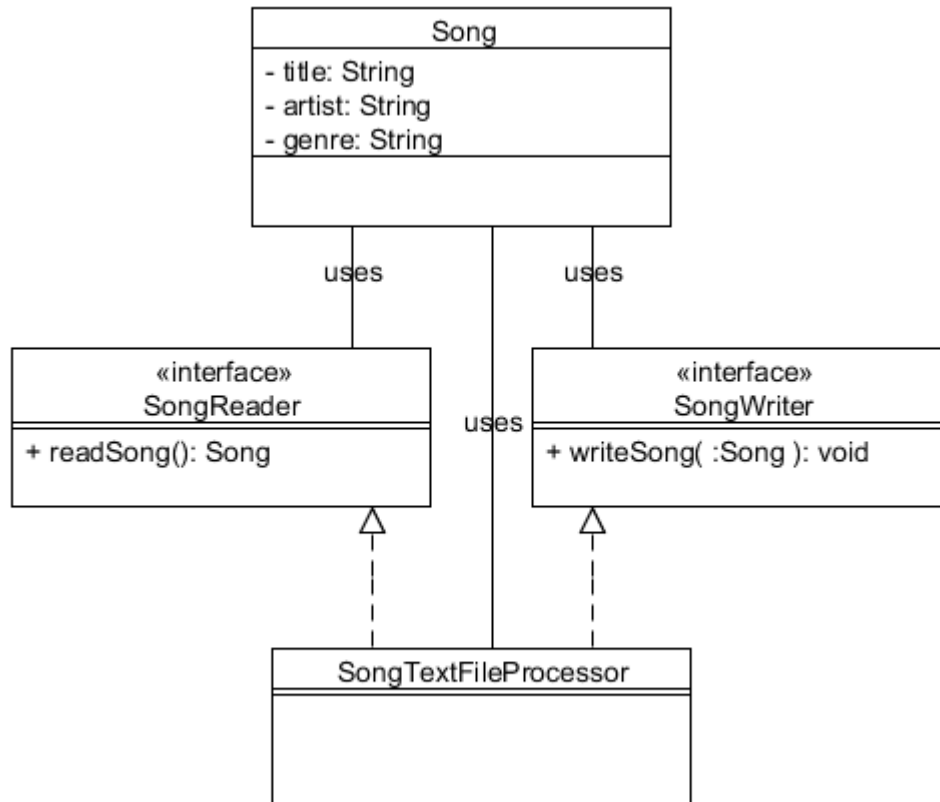 Song
- title: String
- artist: String
- genre: String
uses
uses
«interface»
SongReader
+ readSong(): Song
«interface»
SongWriter
+ writeSong( :Song ): void
uses
SongTextFileProcessor